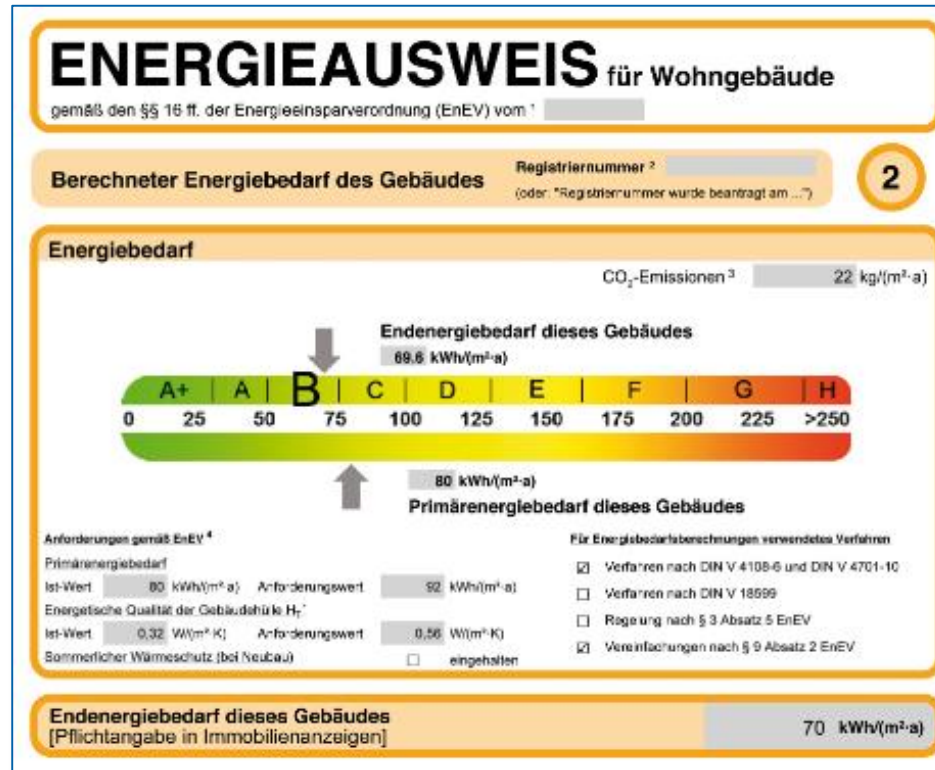 ENERGIEAUSWEIS für Wohngebäude
gemäß den §§ 16 ff. der Energieeinsparverordnung (EnEV) vom ¹
Berechneter Energiebedarf des Gebäudes
Registriernummer ²
(oder: "Registriernummer wurde beantragt am ...")
2
Energiebedarf
CO₂-Emissionen ³ 22 kg/(m²·a)
Endenergiebedarf dieses Gebäudes
69.6 kWh/(m²·a)
A+ A B C D E F G H
0 25 50 75 100 125 150 175 200 225 >250
80 kWh/(m²·a)
Primärenergiebedarf dieses Gebäudes
Anforderungen gemäß EnEV ⁴
Primärenergiebedarf
Ist-Wert 80 kWh/(m²·a) Anforderungswert 92 kWh/(m²·a)
Energetische Qualität der Gebäudehülle H_T'
Ist-Wert 0,32 W/(m²·K) Anforderungswert 0,56 W/(m²·K)
Sommerlicher Wärmeschutz (bei Neubau) ☐ eingehalten
Für Energiebedarfsberechnungen verwendetes Verfahren
☑ Verfahren nach DIN V 4108-6 und DIN V 4701-10
☐ Verfahren nach DIN V 18599
☐ Regelung nach § 3 Absatz 5 EnEV
☑ Vereinfachungen nach § 9 Absatz 2 EnEV
Endenergiebedarf dieses Gebäudes
[Pflichtangabe in Immobilienanzeigen]
70 kWh/(m²·a)